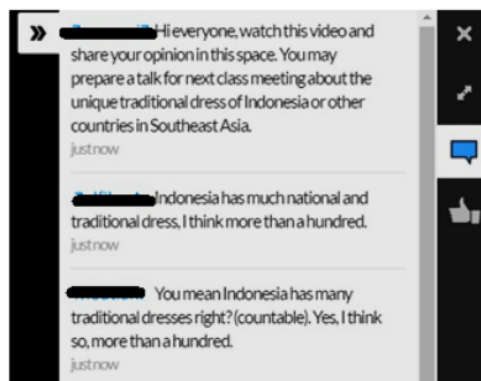 »
Hi everyone, watch this video and
share your opinion in this space. You may
prepare a talk for next class meeting about the
unique traditional dress of Indonesia or other
countries in Southeast Asia.
just now
Indonesia has much national and
traditional dress, I think more than a hundred.
just now
You mean Indonesia has many
traditional dresses right? (countable). Yes, I think
so, more than a hundred.
just now